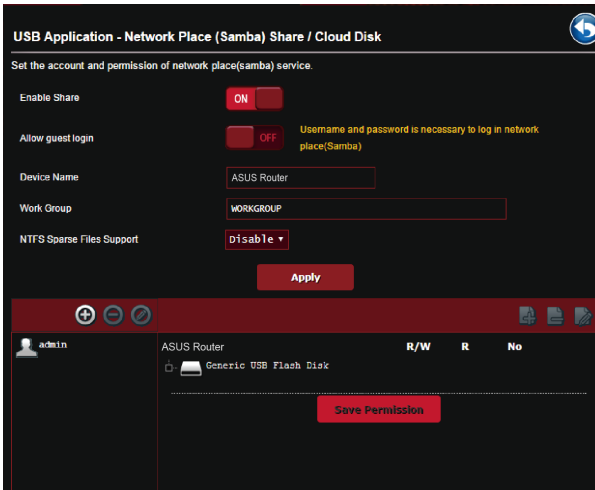 USB Application - Network Place (Samba) Share / Cloud Disk
Set the account and permission of network place(samba) service.
Enable Share
ON
Allow guest login
OFF
Username and password is necessary to log in network
place(Samba)
Device Name
ASUS Router
Work Group
WORKGROUP
NTFS Sparse Files Support
Disable
Apply
admin
ASUS Router R/W R No
Generic USB Flash Disk
Save Permission